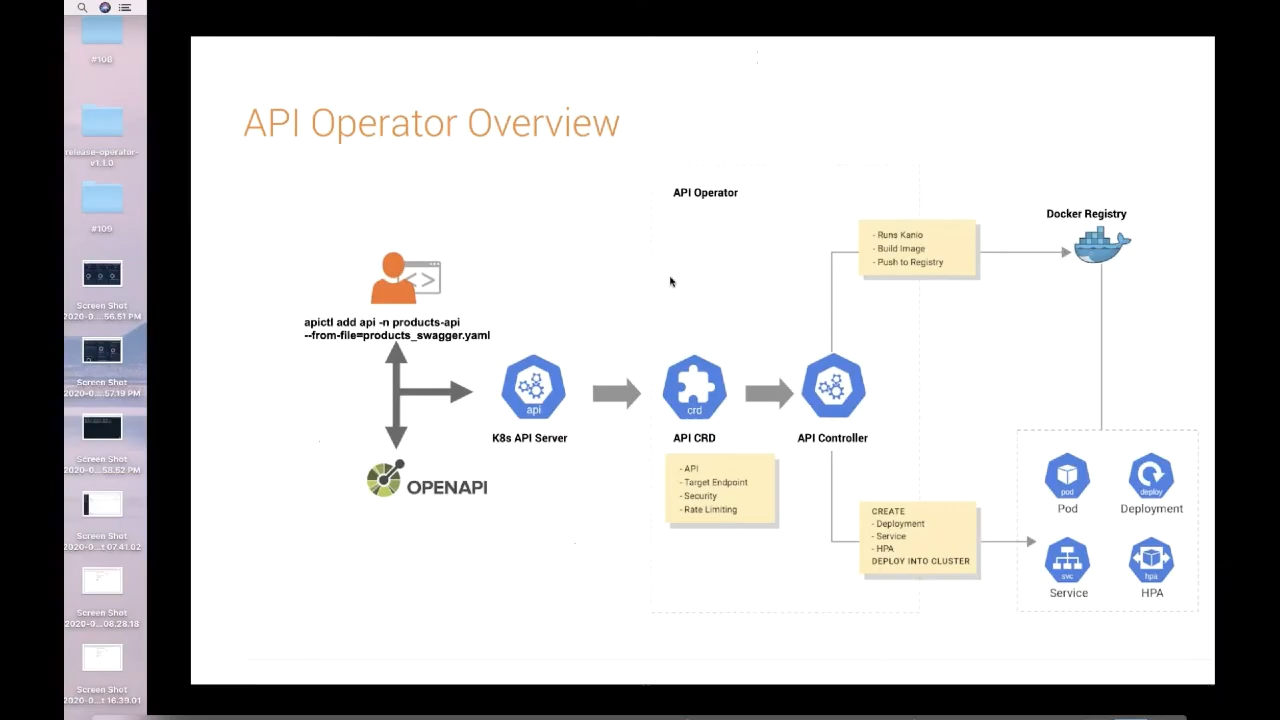 #108
release-operator-
v1.1.0
#109
Screen Shot
2020-0....56.51 PM
Screen Shot
2020-0....57.19 PM
Screen Shot
2020-0....58.52 PM
Screen Shot
2020-0...t 07.41.02
Screen Shot
2020-0...t 08.28.18
Screen Shot
2020-0...t 16.39.01
API Operator Overview
API Operator
Docker Registry
- Runs Kanio
- Build Image
- Push to Registry
apictl add api -n products-api
--from-file=products_swagger.yaml
api
K8s API Server
crd
API CRD
API Controller
- API
- Target Endpoint
- Security
- Rate Limiting
OPENAPI
CREATE
- Deployment
- Service
- HPA
DEPLOY INTO CLUSTER
pod
Pod
deploy
Deployment
svc
Service
hpa
HPA